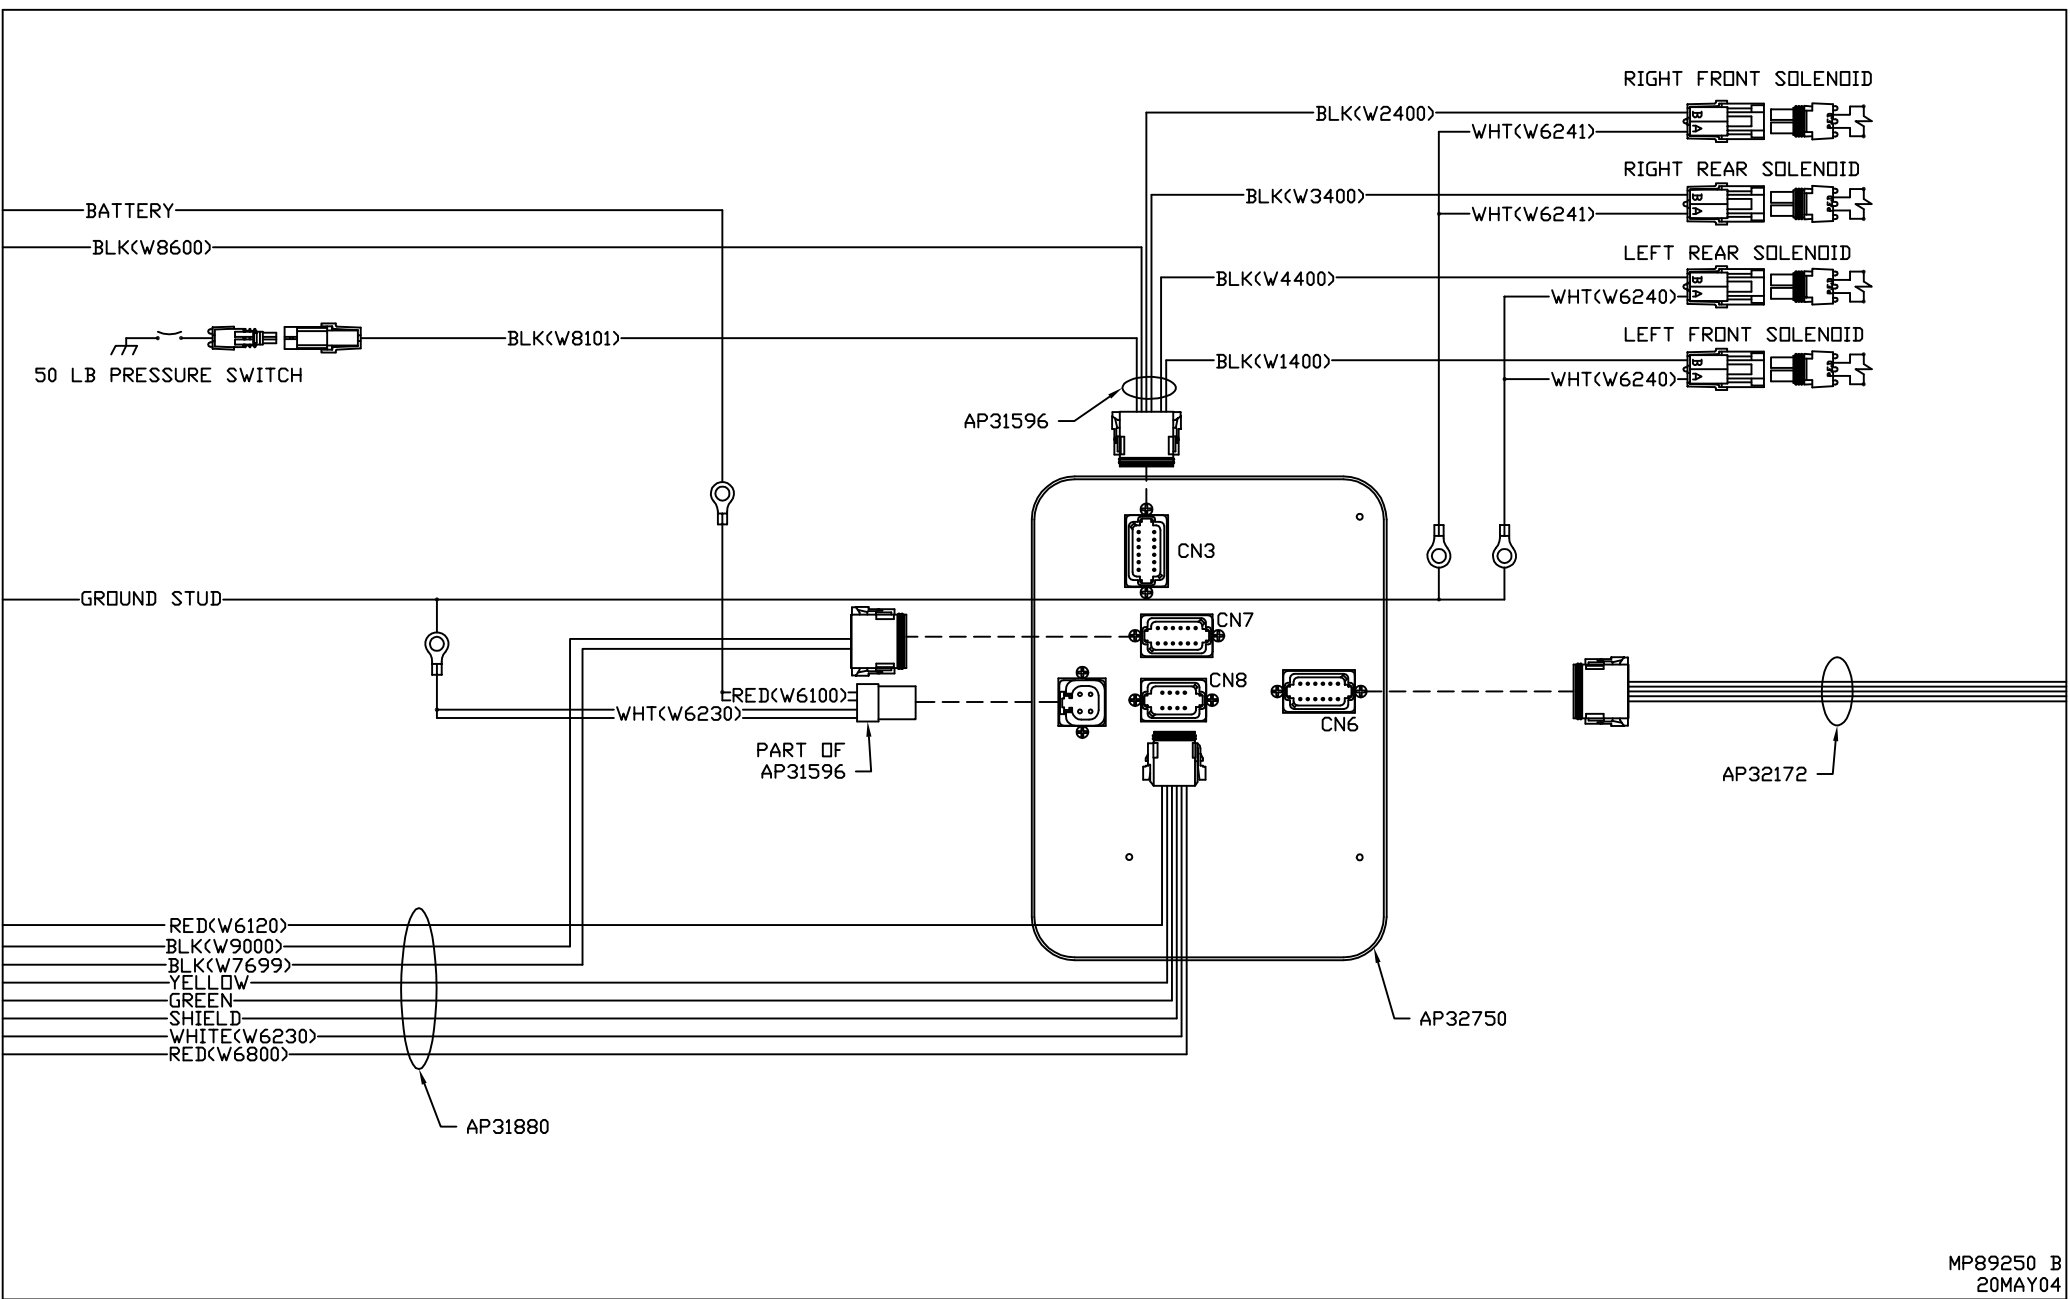 RIGHT FRONT SOLENOID
BLK(W2400)
B
A
WHT(W6241)
RIGHT REAR SOLENOID
BLK(W3400)
B
A
BATTERY
WHT(W6241)
BLK(W8600)
LEFT REAR SOLENOID
BLK(W4400)
B
A
WHT(W6240)
BLK(W8101)
LEFT FRONT SOLENOID
BLK(W1400)
B
A
50 LB PRESSURE SWITCH
WHT(W6240)
AP31596
CN3
GROUND STUD
CN7
CN8
RED(W6100)
WHT(W6230)
CN6
PART OF
AP31596
AP32172
RED(W6120)
BLK(W9000)
BLK(W7699)
YELLOW
GREEN
SHIELD
WHITE(W6230)
RED(W6800)
AP32750
AP31880
MP89250 B
20MAY04